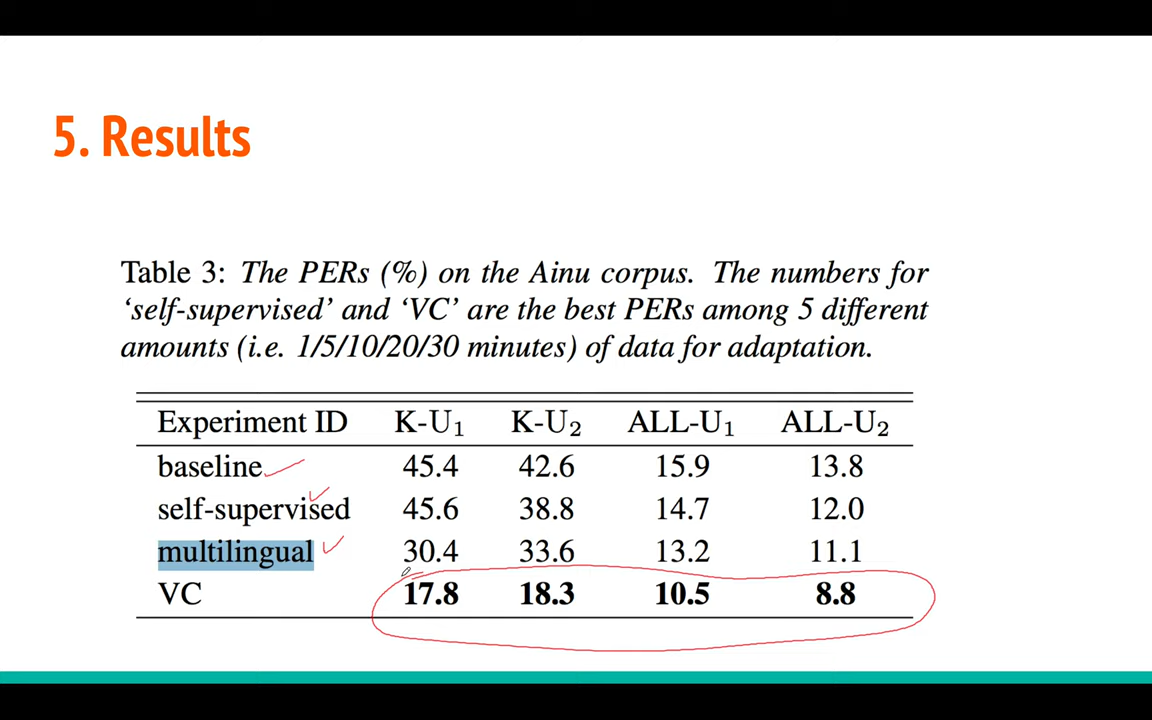 5. Results
Table 3: The PERs (%) on the Ainu corpus. The numbers for
‘self-supervised’ and ‘VC’ are the best PERs among 5 different
amounts (i.e. 1/5/10/20/30 minutes) of data for adaptation.
Experiment ID K-U₁ K-U₂ ALL-U₁ ALL-U₂
baseline 45.4 42.6 15.9 13.8
self-supervised 45.6 38.8 14.7 12.0
multilingual 30.4 33.6 13.2 11.1
VC 17.8 18.3 10.5 8.8